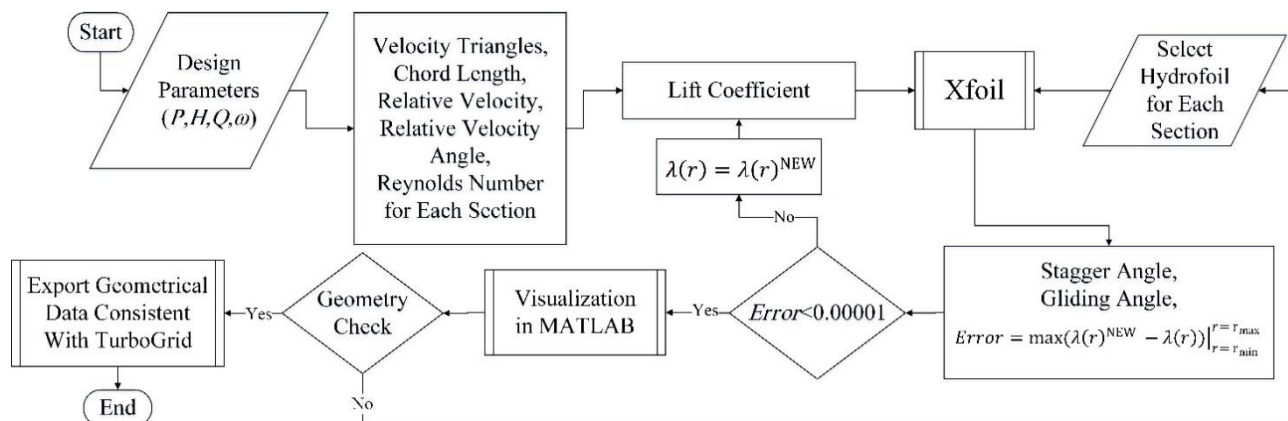 Start
Design
Parameters
(P,H,Q,ω)
Velocity Triangles,
Chord Length,
Relative Velocity,
Relative Velocity
Angle,
Reynolds Number
for Each Section
Lift Coefficient
Xfoil
Select
Hydrofoil
for Each
Section
λ(r) = λ(r)^NEW
No
Stagger Angle,
Gliding Angle,
Error = max(λ(r)^NEW − λ(r))|_{r=r_min}^{r=r_max}
Error<0.00001
Yes
Visualization
in MATLAB
Geometry
Check
Yes
Export Geometrical
Data Consistent
With TurboGrid
No
End